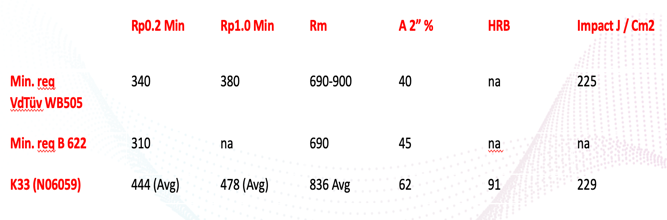 Rp0.2 Min Rp1.0 Min Rm A 2” % HRB Impact J / Cm2
Min. req 340 380 690-900 40 na 225
VdTüv WB505
Min. req B 622 310 na 690 45 na na
K33 (N06059) 444 (Avg) 478 (Avg) 836 Avg 62 91 229